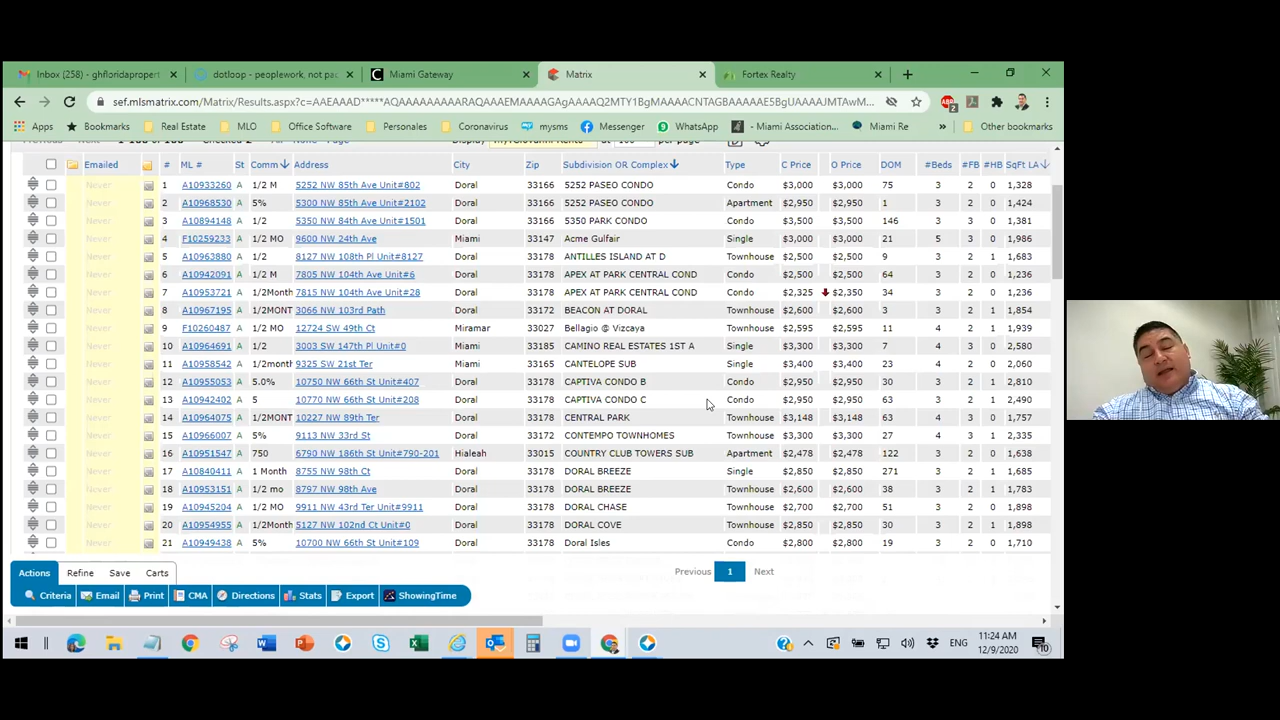 Inbox (258) - ghfloridapropert × dotloop - peoplework, not pac × Miami Gateway × Matrix × Fortex Realty × +
sef.mlsmatrix.com/Matrix/Results.aspx?c=AAEAAAD*****AQAAAAAAAAARAQAAAEMAAAAGAgAAAAQ2MTY1BgMAAAACNTAGBAAAAAE5BgUAAAAJMTAwM...
Apps Bookmarks Real Estate MLO Office Software Personales Coronavirus mysms Messenger WhatsApp - Miami Association... Miami Re » Other bookmarks
Emailed # ML # St Comm Address City Zip Subdivision OR Complex Type C Price O Price DOM #Beds #FB #HB SqFt LA
Never 1 A10933260 A 1/2 M 5252 NW 85th Ave Unit#802 Doral 33166 5252 PASEO CONDO Condo $3,000 $3,000 75 3 2 0 1,328
Never 2 A10968530 A 5% 5300 NW 85th Ave Unit#2102 Doral 33166 5252 PASEO CONDO Apartment $2,950 $2,950 1 3 2 0 1,424
Never 3 A10894148 A 1/2 MO 5350 NW 84th Ave Unit#1501 Doral 33166 5350 PARK CONDO Condo $3,500 $3,500 146 3 3 0 1,381
Never 4 F10259233 A 1/2 MO 9600 NW 24th Ave Miami 33147 Acme Gulfair Single $3,000 $3,000 21 5 3 0 1,986
Never 5 A10963880 A 1/2 8127 NW 108th Pl Unit#8127 Doral 33178 ANTILLES ISLAND AT D Townhouse $2,500 $2,500 9 3 2 1 1,683
Never 6 A10942091 A 1/2 M 7805 NW 104th Ave Unit#6 Doral 33178 APEX AT PARK CENTRAL COND Condo $2,500 $2,500 64 3 2 0 1,236
Never 7 A10953721 A 1/2Month 7815 NW 104th Ave Unit#28 Doral 33178 APEX AT PARK CENTRAL COND Condo $2,325 $2,350 34 3 2 0 1,236
Never 8 A10967195 A 1/2MONT 3066 NW 103rd Path Doral 33172 BEACON AT DORAL Townhouse $2,600 $2,600 3 3 2 1 1,854
Never 9 F10260487 A 1/2 MO 12724 SW 49th Ct Miramar 33027 Bellagio @ Vizcaya Townhouse $2,595 $2,595 11 4 2 1 1,939
Never 10 A10964691 A 1/2 3003 SW 147th Pl Unit#0 Miami 33185 CAMINO REAL ESTATES 1ST A Single $3,300 $3,300 7 4 3 0 2,580
Never 11 A10958542 A 1/2month 9325 SW 21st Ter Miami 33165 CANTELOPE SUB Single $3,400 $3,400 23 4 2 0 2,060
Never 12 A10955053 A 5.0% 10750 NW 66th St Unit#407 Doral 33178 CAPTIVA CONDO B Condo $2,950 $2,950 30 3 2 1 2,810
Never 13 A10942402 A 5 10770 NW 66th St Unit#208 Doral 33178 CAPTIVA CONDO C Condo $2,950 $2,950 63 3 2 1 2,490
Never 14 A10964075 A 1/2MONT 10227 NW 89th Ter Doral 33178 CENTRAL PARK Townhouse $3,148 $3,148 63 4 3 0 1,757
Never 15 A10966007 A 5% 9113 NW 33rd St Doral 33172 CONTEMPO TOWNHOMES Townhouse $3,300 $3,300 27 4 3 1 2,335
Never 16 A10951547 A 750 6790 NW 186th St Unit#790-201 Hialeah 33015 COUNTRY CLUB TOWERS SUB Apartment $2,478 $2,478 122 3 2 0 1,638
Never 17 A10840411 A 1 Month 8755 NW 98th Ct Doral 33178 DORAL BREEZE Single $2,850 $2,850 271 3 2 1 1,685
Never 18 A10953151 A 1/2 mo 8797 NW 98th Ave Doral 33178 DORAL BREEZE Townhouse $2,600 $2,600 38 3 2 1 1,783
Never 19 A10945204 A 1/2 MO 9911 NW 43rd Ter Unit#9911 Doral 33178 DORAL CHASE Townhouse $2,700 $2,700 51 3 2 1 1,898
Never 20 A10954955 A 1/2Month 5127 NW 102nd Ct Unit#0 Doral 33178 DORAL COVE Townhouse $2,850 $2,850 30 3 2 1 1,898
Never 21 A10949438 A 5% 10700 NW 66th St Unit#109 Doral 33178 Doral Isles Condo $2,800 $2,800 19 3 2 0 1,710
Actions Refine Save Carts Previous 1 Next
Criteria Email Print CMA Directions Stats Export ShowingTime
ENG 11:24 AM
12/9/2020 10